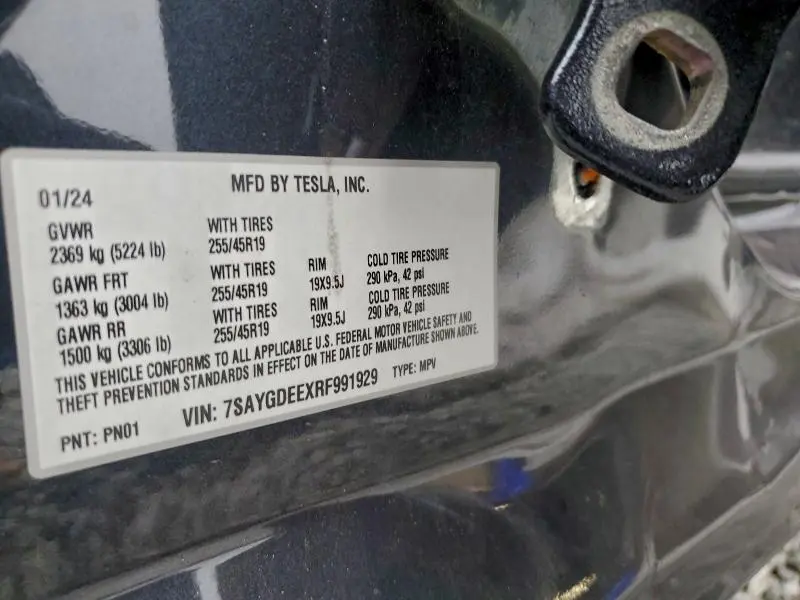 01/24 MFD BY TESLA, INC.
GVWR WITH TIRES
2369 kg (5224 lb) 255/45R19
GAWR FRT WITH TIRES RIM COLD TIRE PRESSURE
1363 kg (3004 lb) 255/45R19 19X9.5J 290 kPa, 42 psi
GAWR RR WITH TIRES RIM COLD TIRE PRESSURE
1500 kg (3306 lb) 255/45R19 19X9.5J 290 kPa, 42 psi
THIS VEHICLE CONFORMS TO ALL APPLICABLE U.S. FEDERAL MOTOR VEHICLE SAFETY AND
THEFT PREVENTION STANDARDS IN EFFECT ON THE DATE OF MANUFACTURE SHOWN ABOVE.
PNT: PN01 VIN: 7SAYGDEEXRF991929 TYPE: MPV